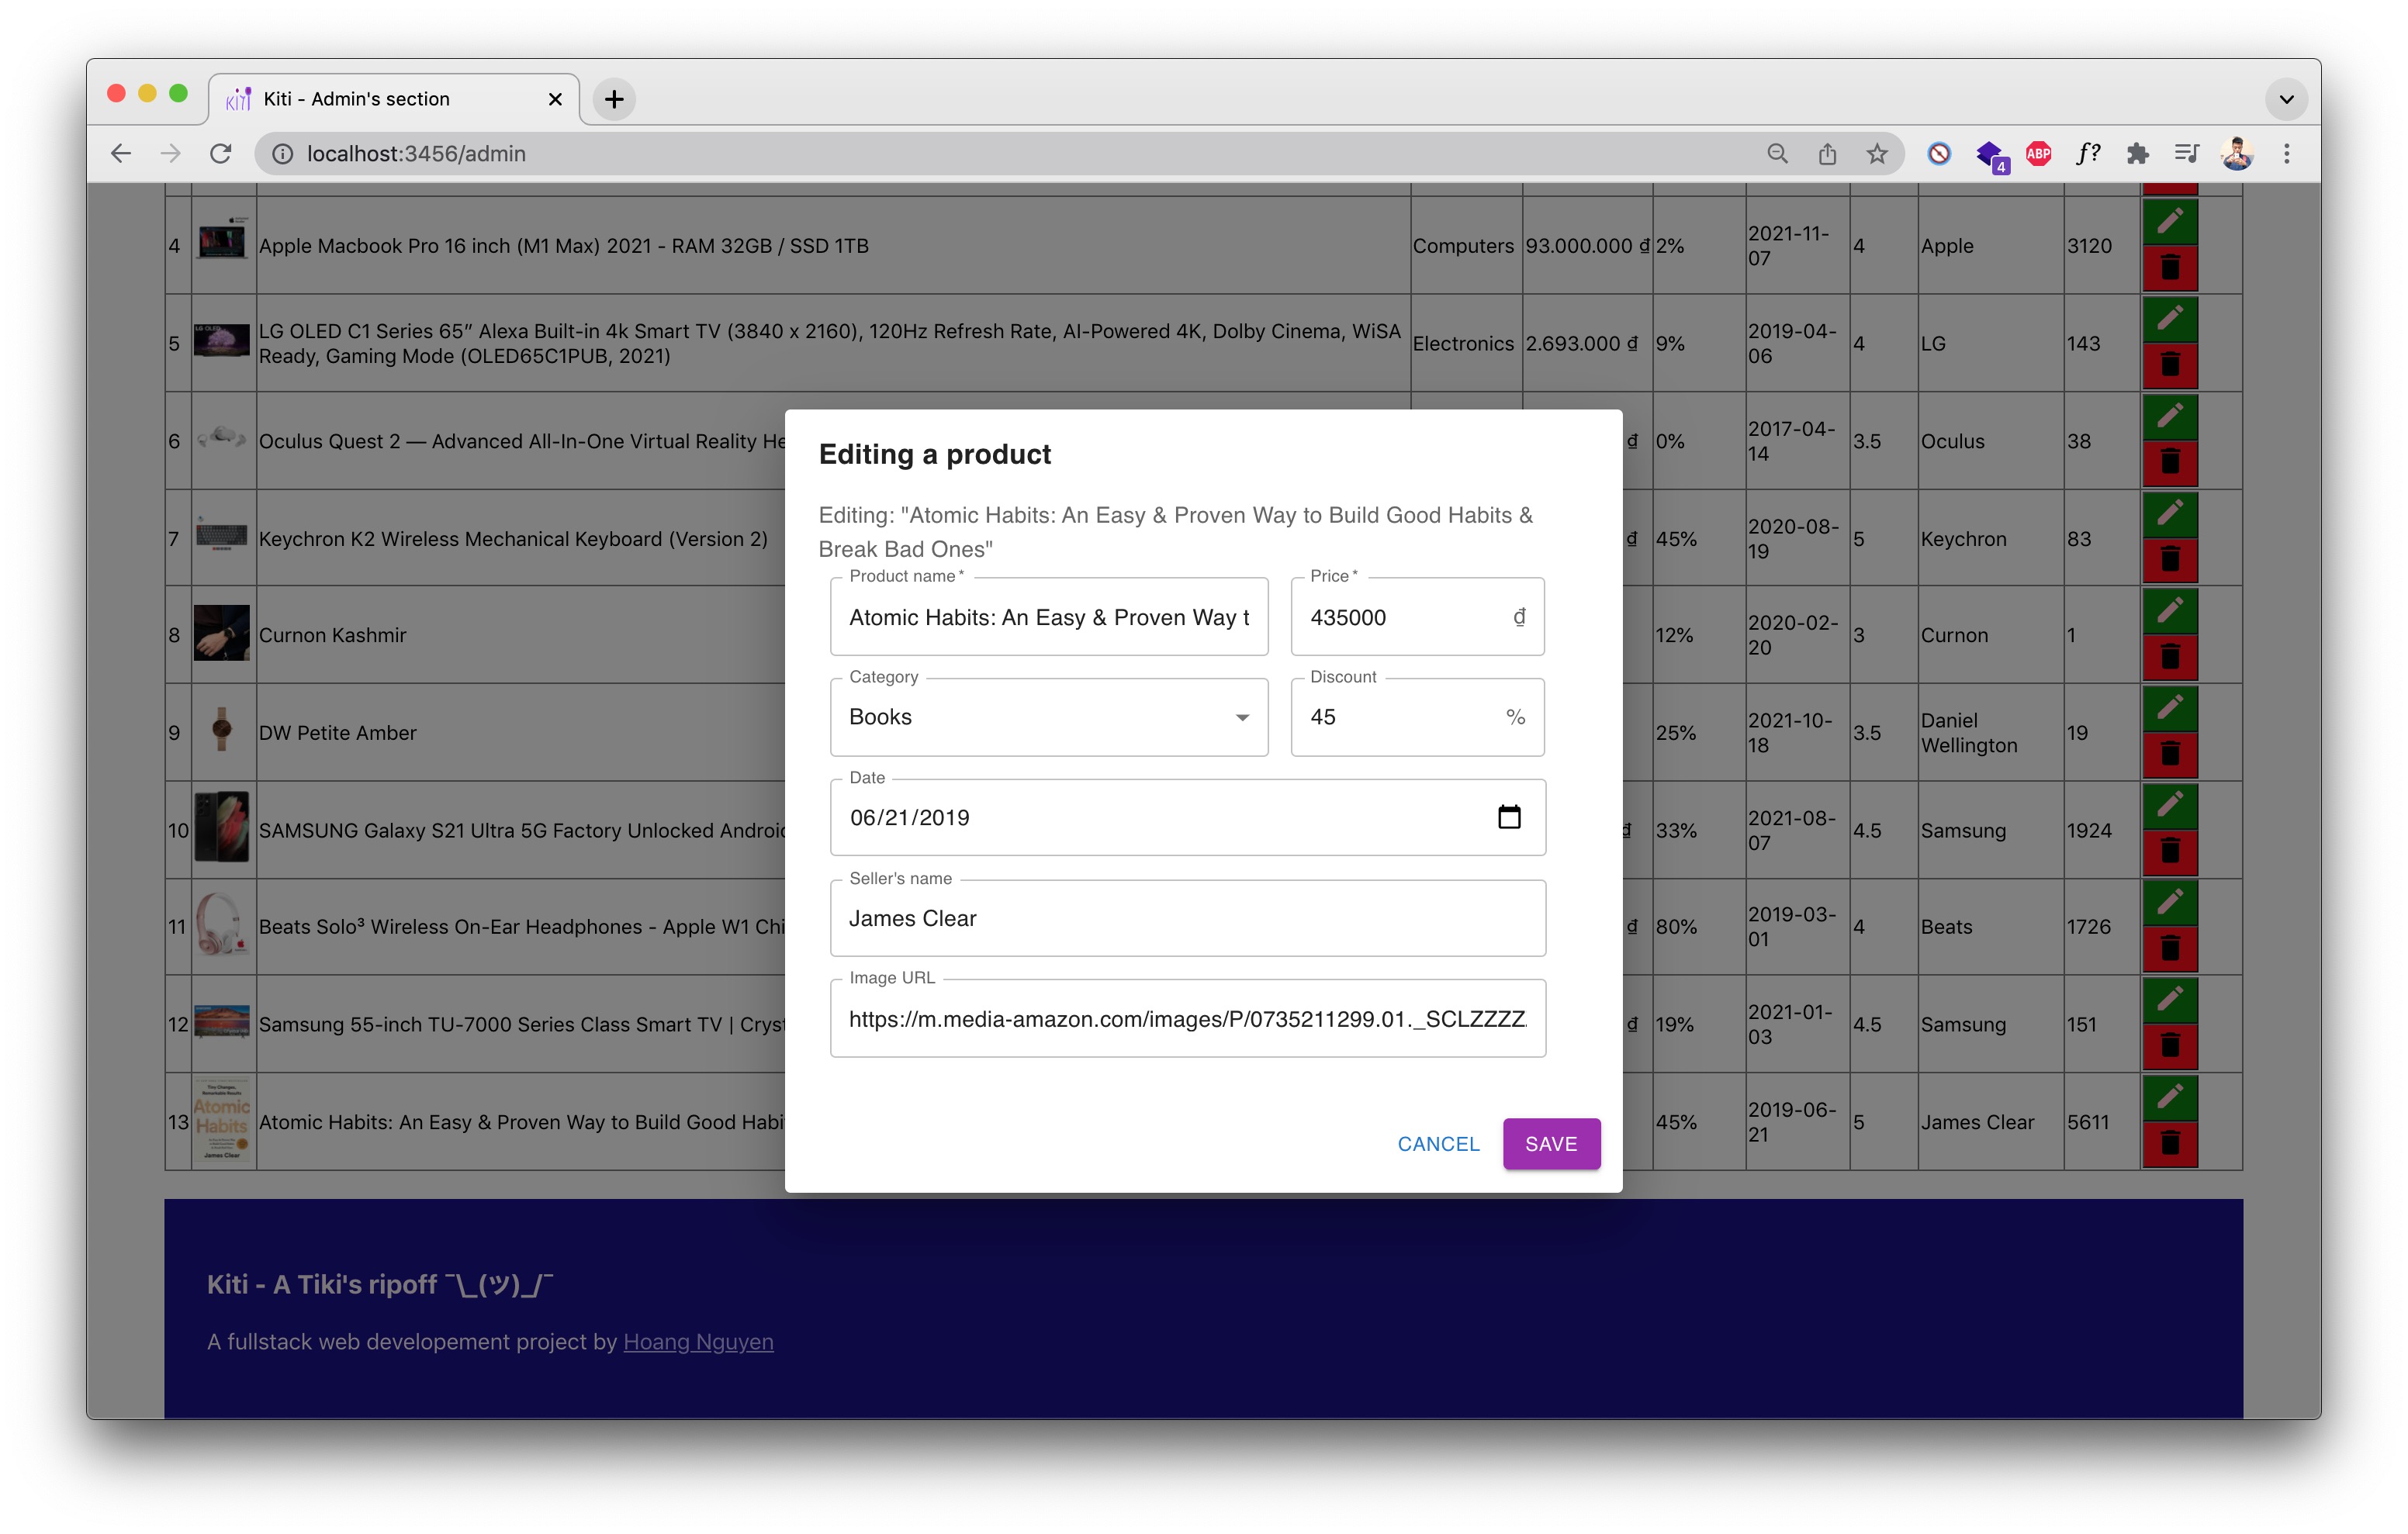 KiTi Kiti - Admin's section
localhost:3456/admin
4
ABP
f?
4 Apple Macbook Pro 16 inch (M1 Max) 2021 - RAM 32GB / SSD 1TB Computers 93.000.000 ₫ 2% 2021-11-
07 4 Apple 3120
5 LG OLED LG OLED C1 Series 65” Alexa Built-in 4k Smart TV (3840 x 2160), 120Hz Refresh Rate, AI-Powered 4K, Dolby Cinema, WiSA
Ready, Gaming Mode (OLED65C1PUB, 2021) Electronics 2.693.000 ₫ 9% 2019-04-
06 4 LG 143
6 Oculus Quest 2 — Advanced All-In-One Virtual Reality He ₫ 0% 2017-04-
14 3.5 Oculus 38
7 Keychron K2 Wireless Mechanical Keyboard (Version 2) ₫ 45% 2020-08-
19 5 Keychron 83
8 Curnon Kashmir 12% 2020-02-
20 3 Curnon 1
9 DW Petite Amber 25% 2021-10-
18 3.5 Daniel
Wellington 19
10 SAMSUNG Galaxy S21 Ultra 5G Factory Unlocked Androi ₫ 33% 2021-08-
07 4.5 Samsung 1924
11 Beats Solo³ Wireless On-Ear Headphones - Apple W1 Chi ₫ 80% 2019-03-
01 4 Beats 1726
12 Samsung 55-inch TU-7000 Series Class Smart TV | Crys ₫ 19% 2021-01-
03 4.5 Samsung 151
13 Atomic Habits: An Easy & Proven Way to Build Good Habi 45% 2019-06-
21 5 James Clear 5611
Tiny Changes,
Remarkable Results
Atomic
Habits
James Clear
Editing a product
Editing: "Atomic Habits: An Easy & Proven Way to Build Good Habits &
Break Bad Ones"
Product name *
Atomic Habits: An Easy & Proven Way t
Price *
435000 ₫
Category
Books
Discount
45 %
Date
06/21/2019
Seller's name
James Clear
Image URL
https://m.media-amazon.com/images/P/0735211299.01._SCLZZZZ
CANCEL SAVE
Kiti - A Tiki's ripoff ¯\_(ツ)_/¯
A fullstack web developement project by Hoang Nguyen